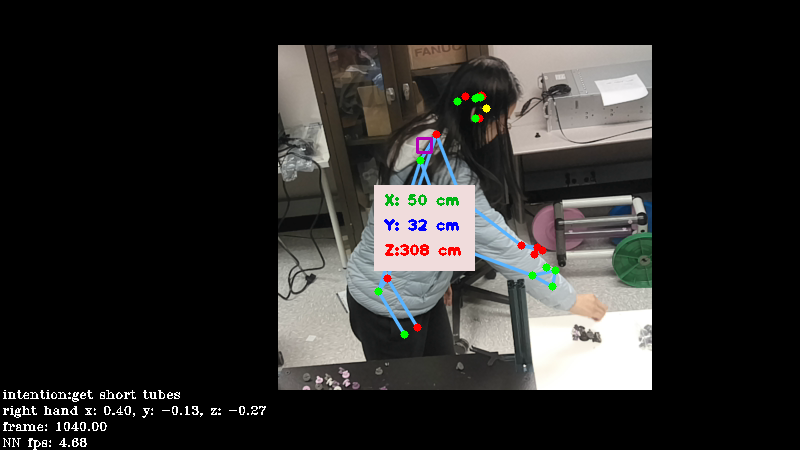 FANUC
X: 50 cm
Y: 32 cm
Z:308 cm
intention:get short tubes
right hand x: 0.40, y: -0.13, z: -0.27
frame: 1040.00
NN fps: 4.68